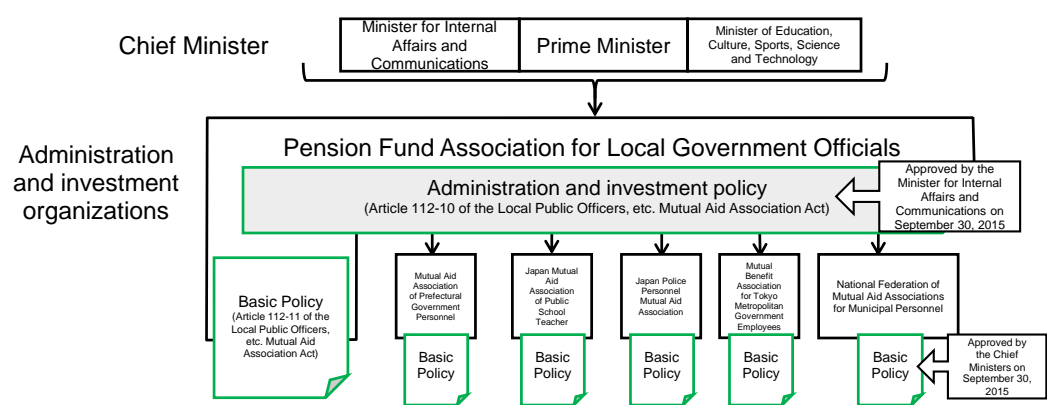 Chief Minister
Minister for Internal
Affairs and
Communications
Prime Minister
Minister of Education,
Culture, Sports, Science
and Technology
Administration
and investment
organizations
Pension Fund Association for Local Government Officials
Administration and investment policy
(Article 112-10 of the Local Public Officers, etc. Mutual Aid Association Act)
Approved by the
Minister for Internal
Affairs and
Communications on
September 30, 2015
Basic Policy
(Article 112-11 of the
Local Public Officers,
etc. Mutual Aid
Association Act)
Mutual Aid
Association
of Prefectural
Government
Personnel
Japan Mutual
Aid
Association
of Public
School
Teacher
Japan Police
Personnel
Mutual Aid
Association
Mutual
Benefit
Association
for Tokyo
Metropolitan
Government
Employees
National Federation of
Mutual Aid Associations
for Municipal Personnel
Basic
Policy
Basic
Policy
Basic
Policy
Basic
Policy
Basic
Policy
Approved by
the Chief
Ministers on
September 30,
2015